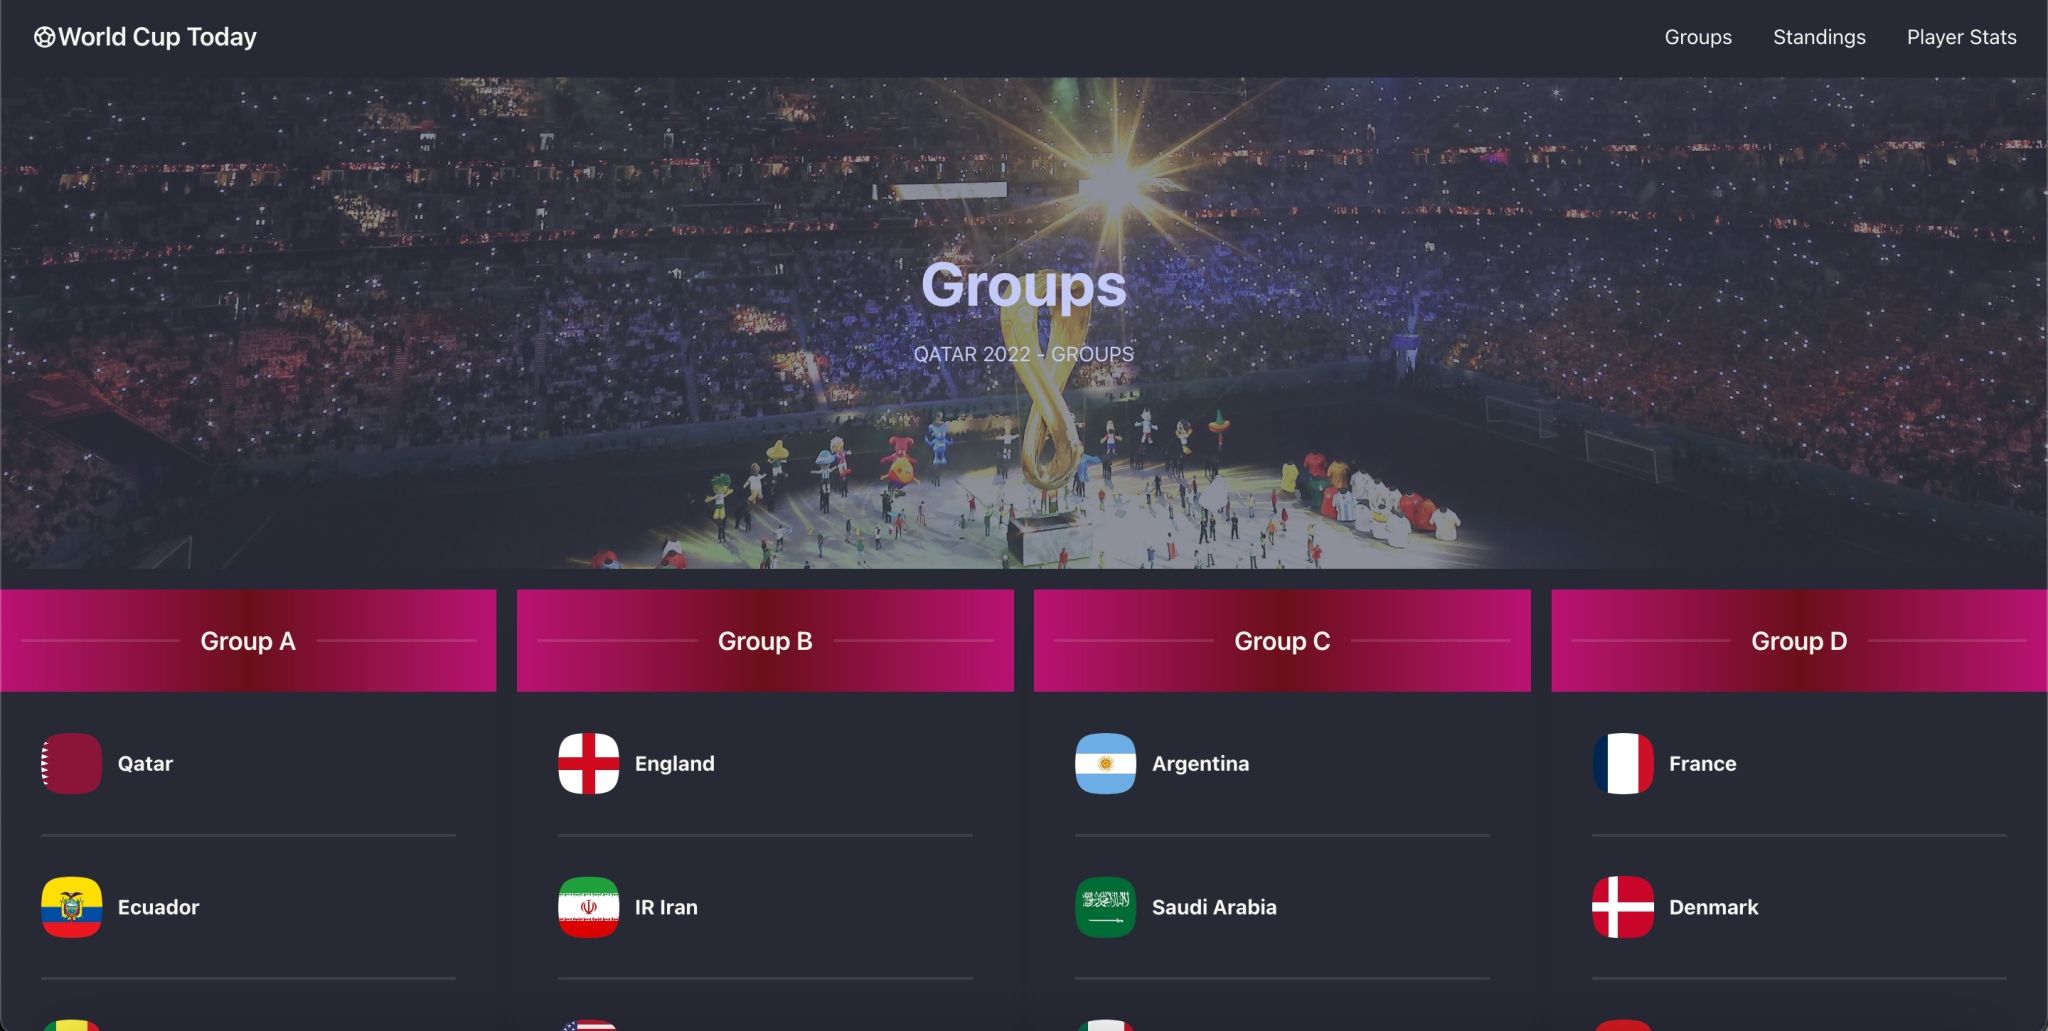 World Cup Today
Groups Standings Player Stats
Groups
QATAR 2022 - GROUPS
Group A
Qatar
Ecuador
Group B
England
IR Iran
Group C
Argentina
Saudi Arabia
Group D
France
Denmark